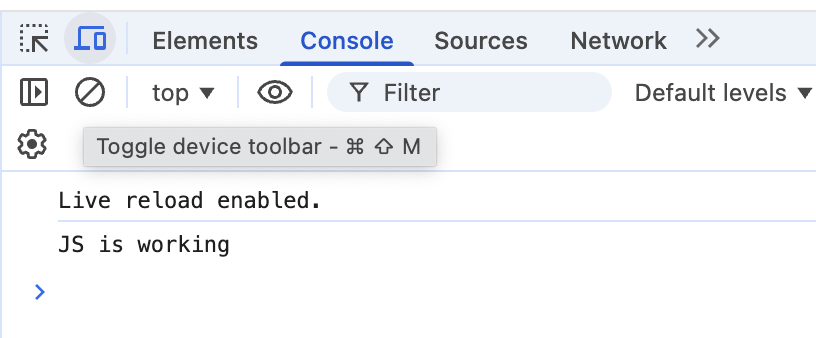 Elements Console Sources Network
top Filter Default levels
Toggle device toolbar - ⌘ ⇧ M
Live reload enabled.
JS is working